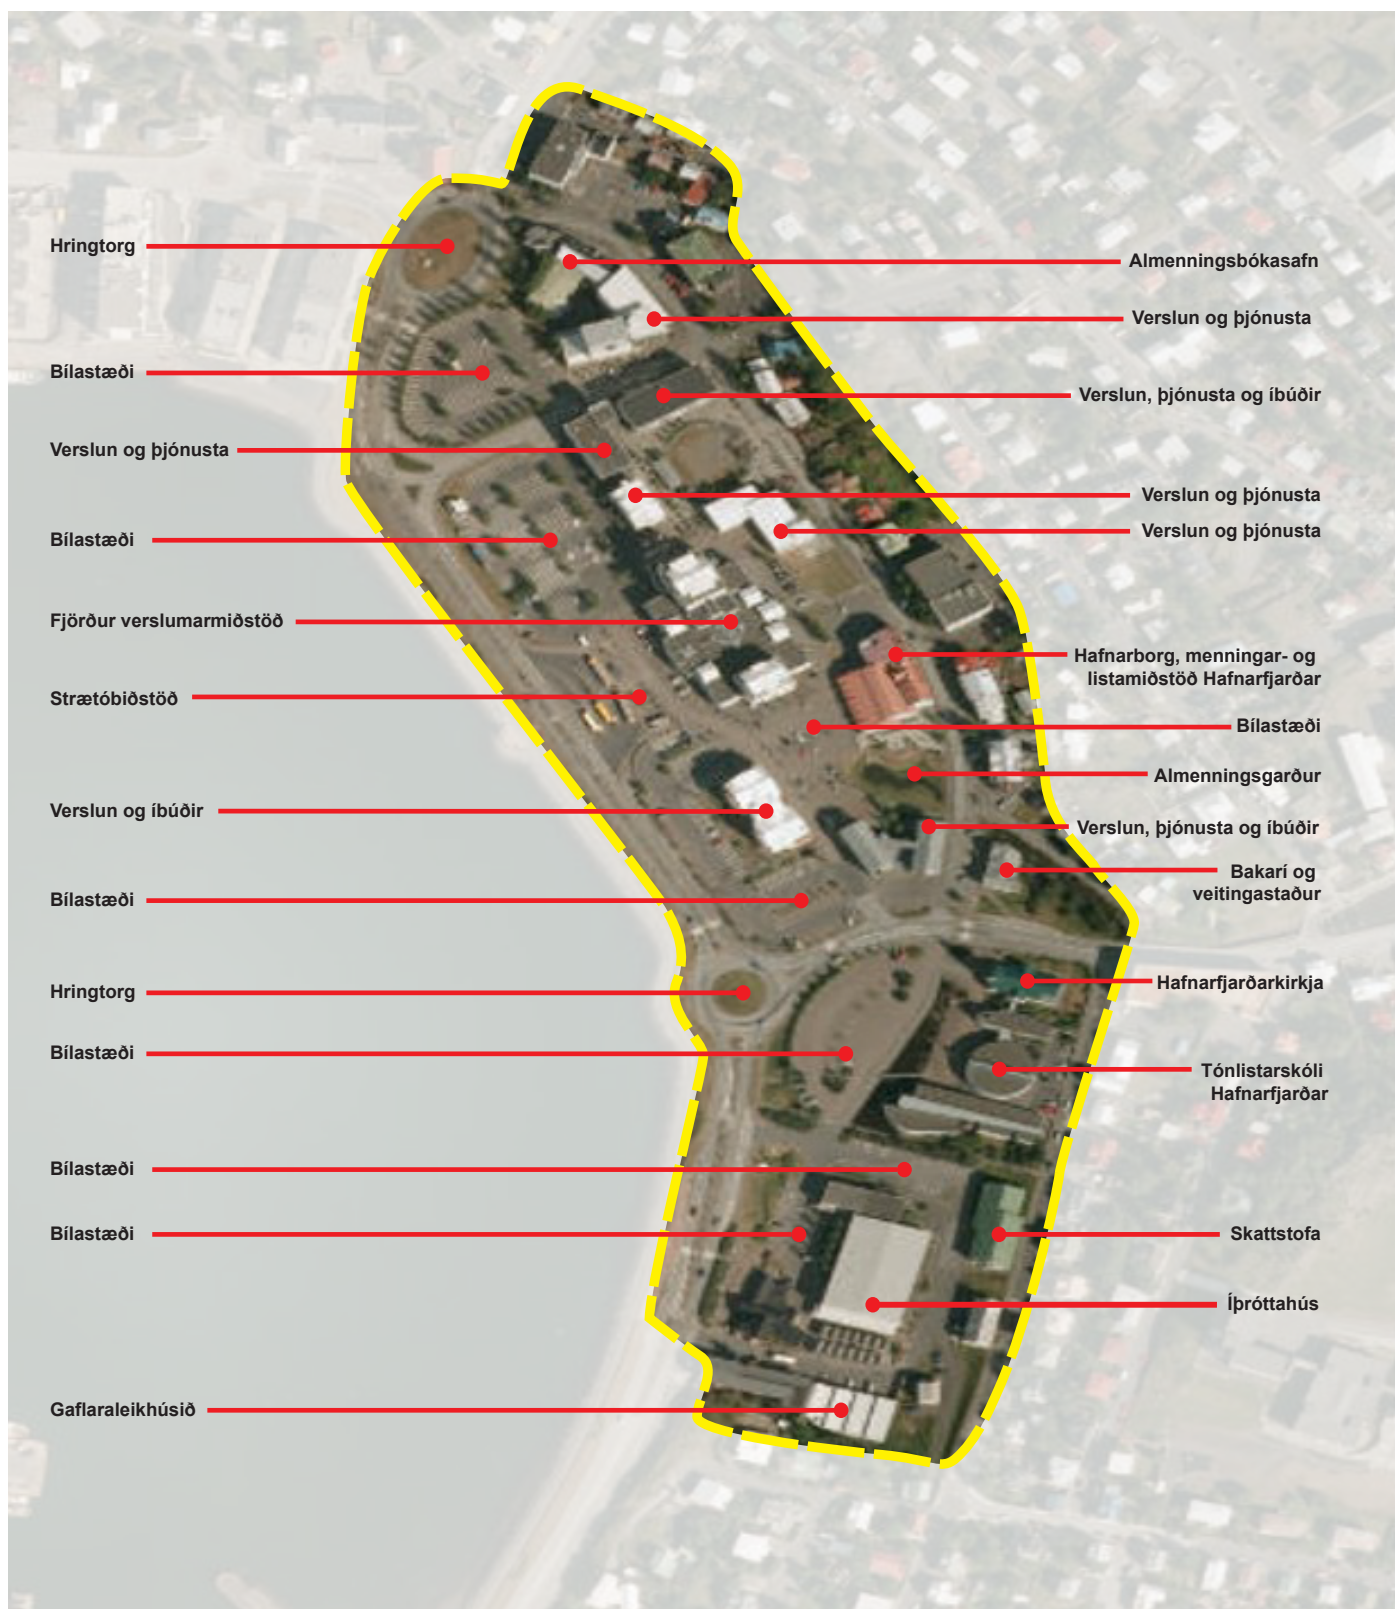 Hringtorg
Bílastæði
Verslun og þjónusta
Bílastæði
Fjörður verslumarmiðstöð
Strætóbiðstöð
Verslun og íbúðir
Bílastæði
Hringtorg
Bílastæði
Bílastæði
Bílastæði
Gaflaraleikhúsið
Almenningsbókasafn
Verslun og þjónusta
Verslun, þjónusta og íbúðir
Verslun og þjónusta
Verslun og þjónusta
Hafnarborg, menningar- og
listamiðstöð Hafnarfjarðar
Bílastæði
Almenningsgarður
Verslun, þjónusta og íbúðir
Bakarí og
veitingastaður
Hafnarfjarðarkirkja
Tónlistarskóli
Hafnarfjarðar
Skattstofa
Íþróttahús